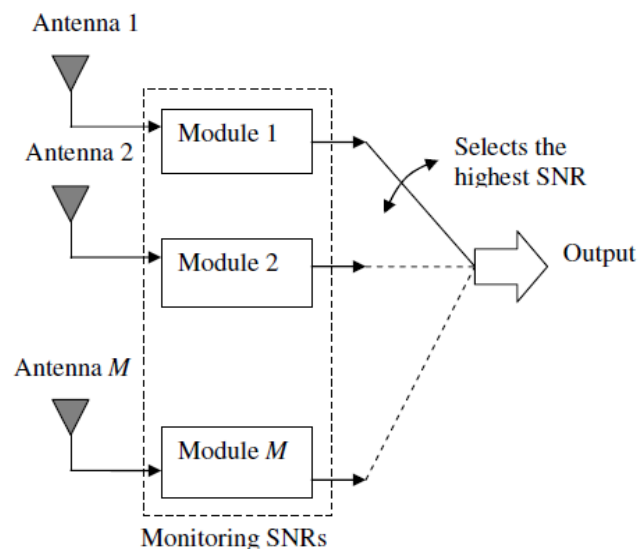 Antenna 1
Module 1
Antenna 2
Selects the
highest SNR
Module 2
Output
Antenna M
Module M
Monitoring SNRs